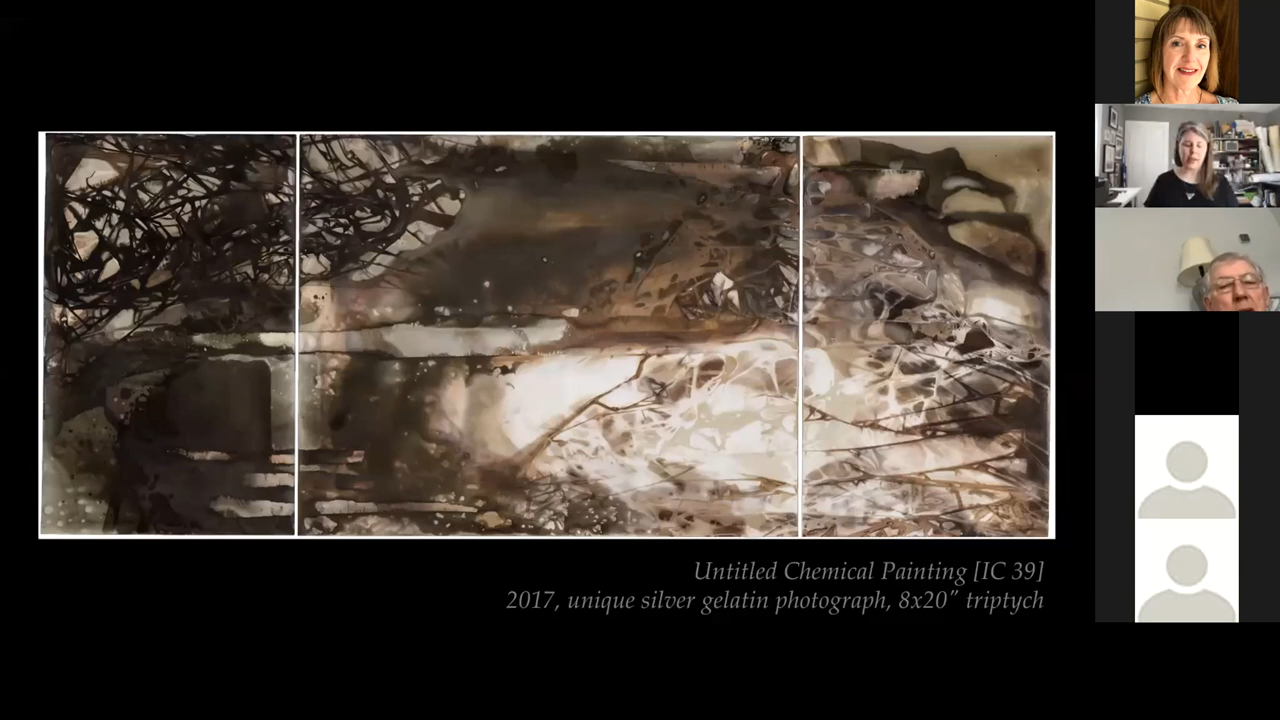 Untitled Chemical Painting [IC 39]
2017, unique silver gelatin photograph, 8x20" triptych